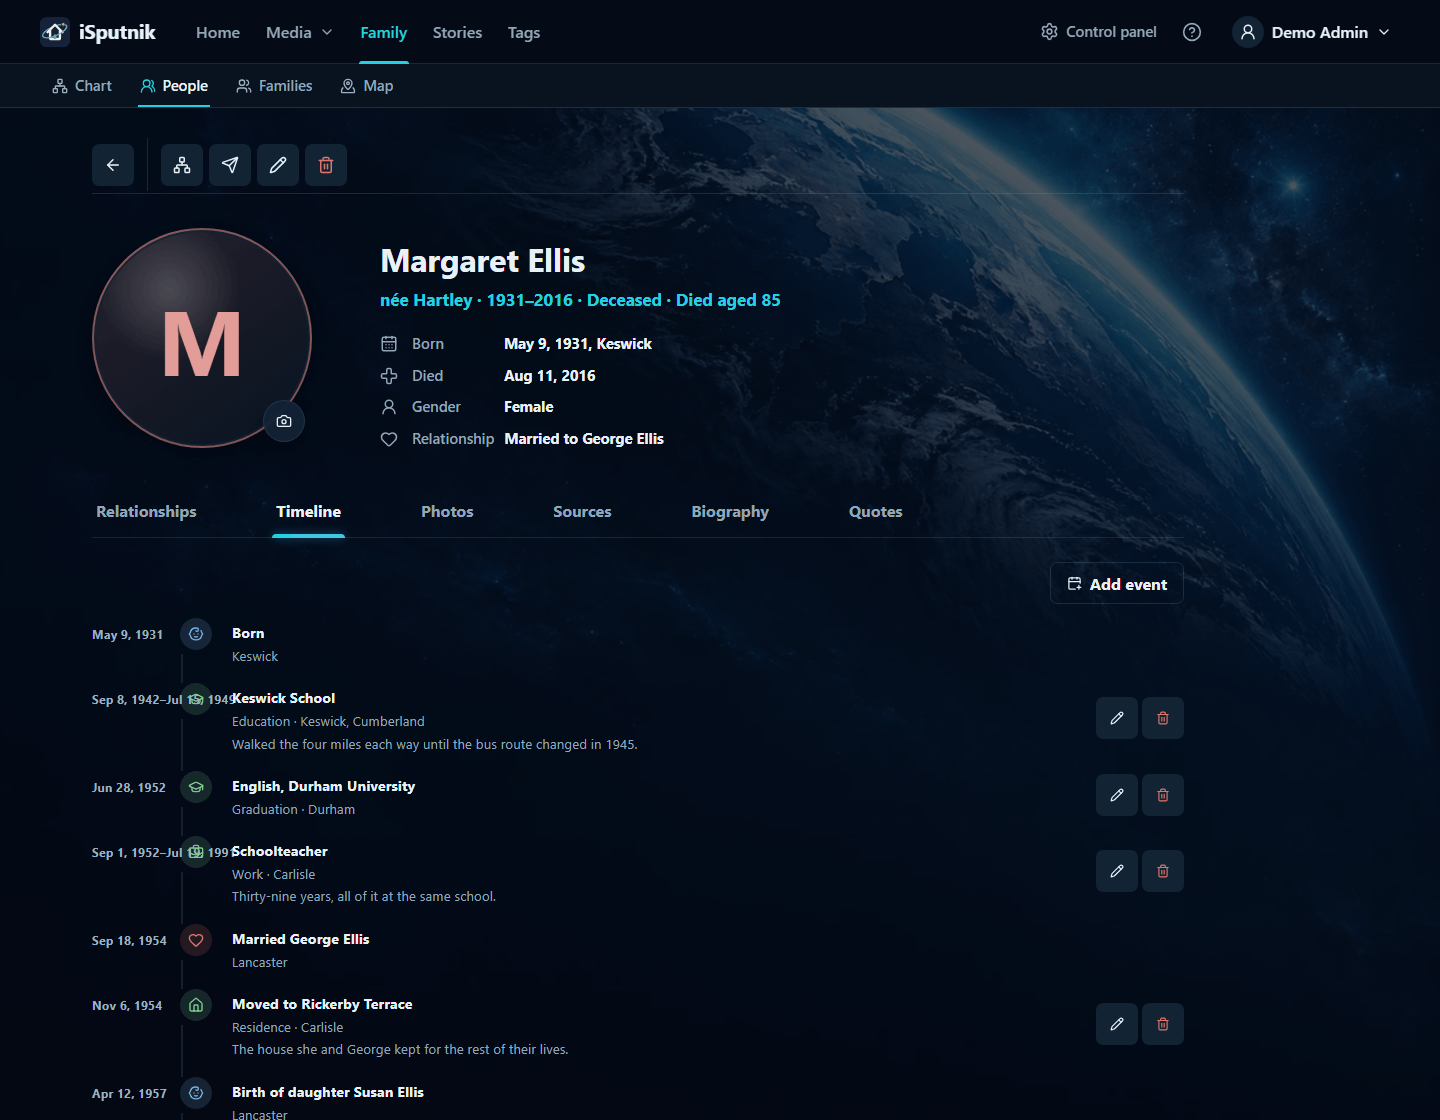 iSputnik
Home
Media
Family
Stories
Tags
Control panel
Demo Admin
Chart
People
Families
Map
Margaret Ellis
née Hartley · 1931–2016 · Deceased · Died aged 85
Born May 9, 1931, Keswick
Died Aug 11, 2016
Gender Female
Relationship Married to George Ellis
M
Relationships
Timeline
Photos
Sources
Biography
Quotes
Add event
May 9, 1931
Born
Keswick
Sep 8, 1942–Jul 1949
Keswick School
Education · Keswick, Cumberland
Walked the four miles each way until the bus route changed in 1945.
Jun 28, 1952
English, Durham University
Graduation · Durham
Sep 1, 1952–Jul 1991
Schoolteacher
Work · Carlisle
Thirty-nine years, all of it at the same school.
Sep 18, 1954
Married George Ellis
Lancaster
Nov 6, 1954
Moved to Rickerby Terrace
Residence · Carlisle
The house she and George kept for the rest of their lives.
Apr 12, 1957
Birth of daughter Susan Ellis
Lancaster